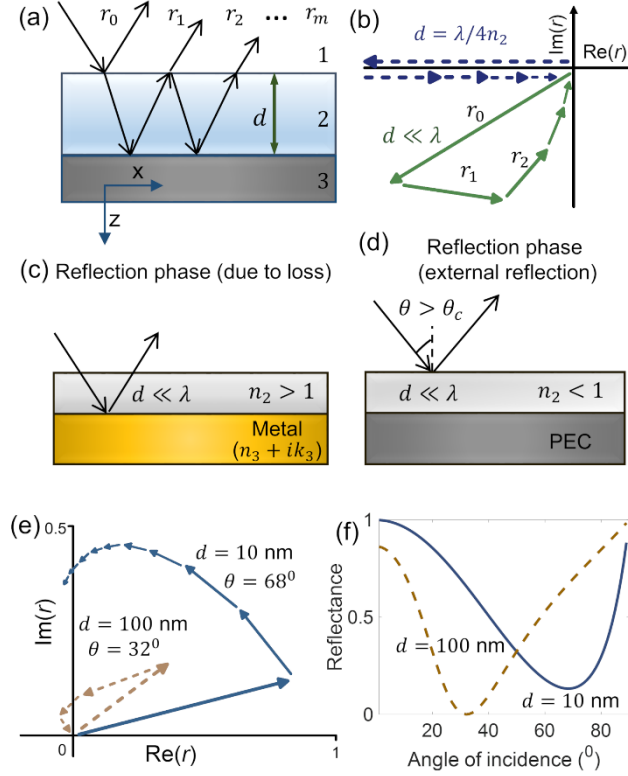 (a)
r₀ r₁ r₂ ... rₘ
1
d
2
x
3
z
(b)
d = λ/4n₂
Im(r)
Re(r)
r₀
d ≪ λ
r₂
r₁
(c) Reflection phase (due to loss)
d ≪ λ n₂ > 1
Metal
(n₃ + ik₃)
(d)
Reflection phase
(external reflection)
θ > θ꜀
d ≪ λ n₂ < 1
PEC
(e)
0.5
d = 10 nm
θ = 68⁰
d = 100 nm
θ = 32⁰
Im(r)
0
Re(r)
1
(f)
1
Reflectance
0.5
d = 100 nm
d = 10 nm
0
20 40 60 80
Angle of incidence (⁰)